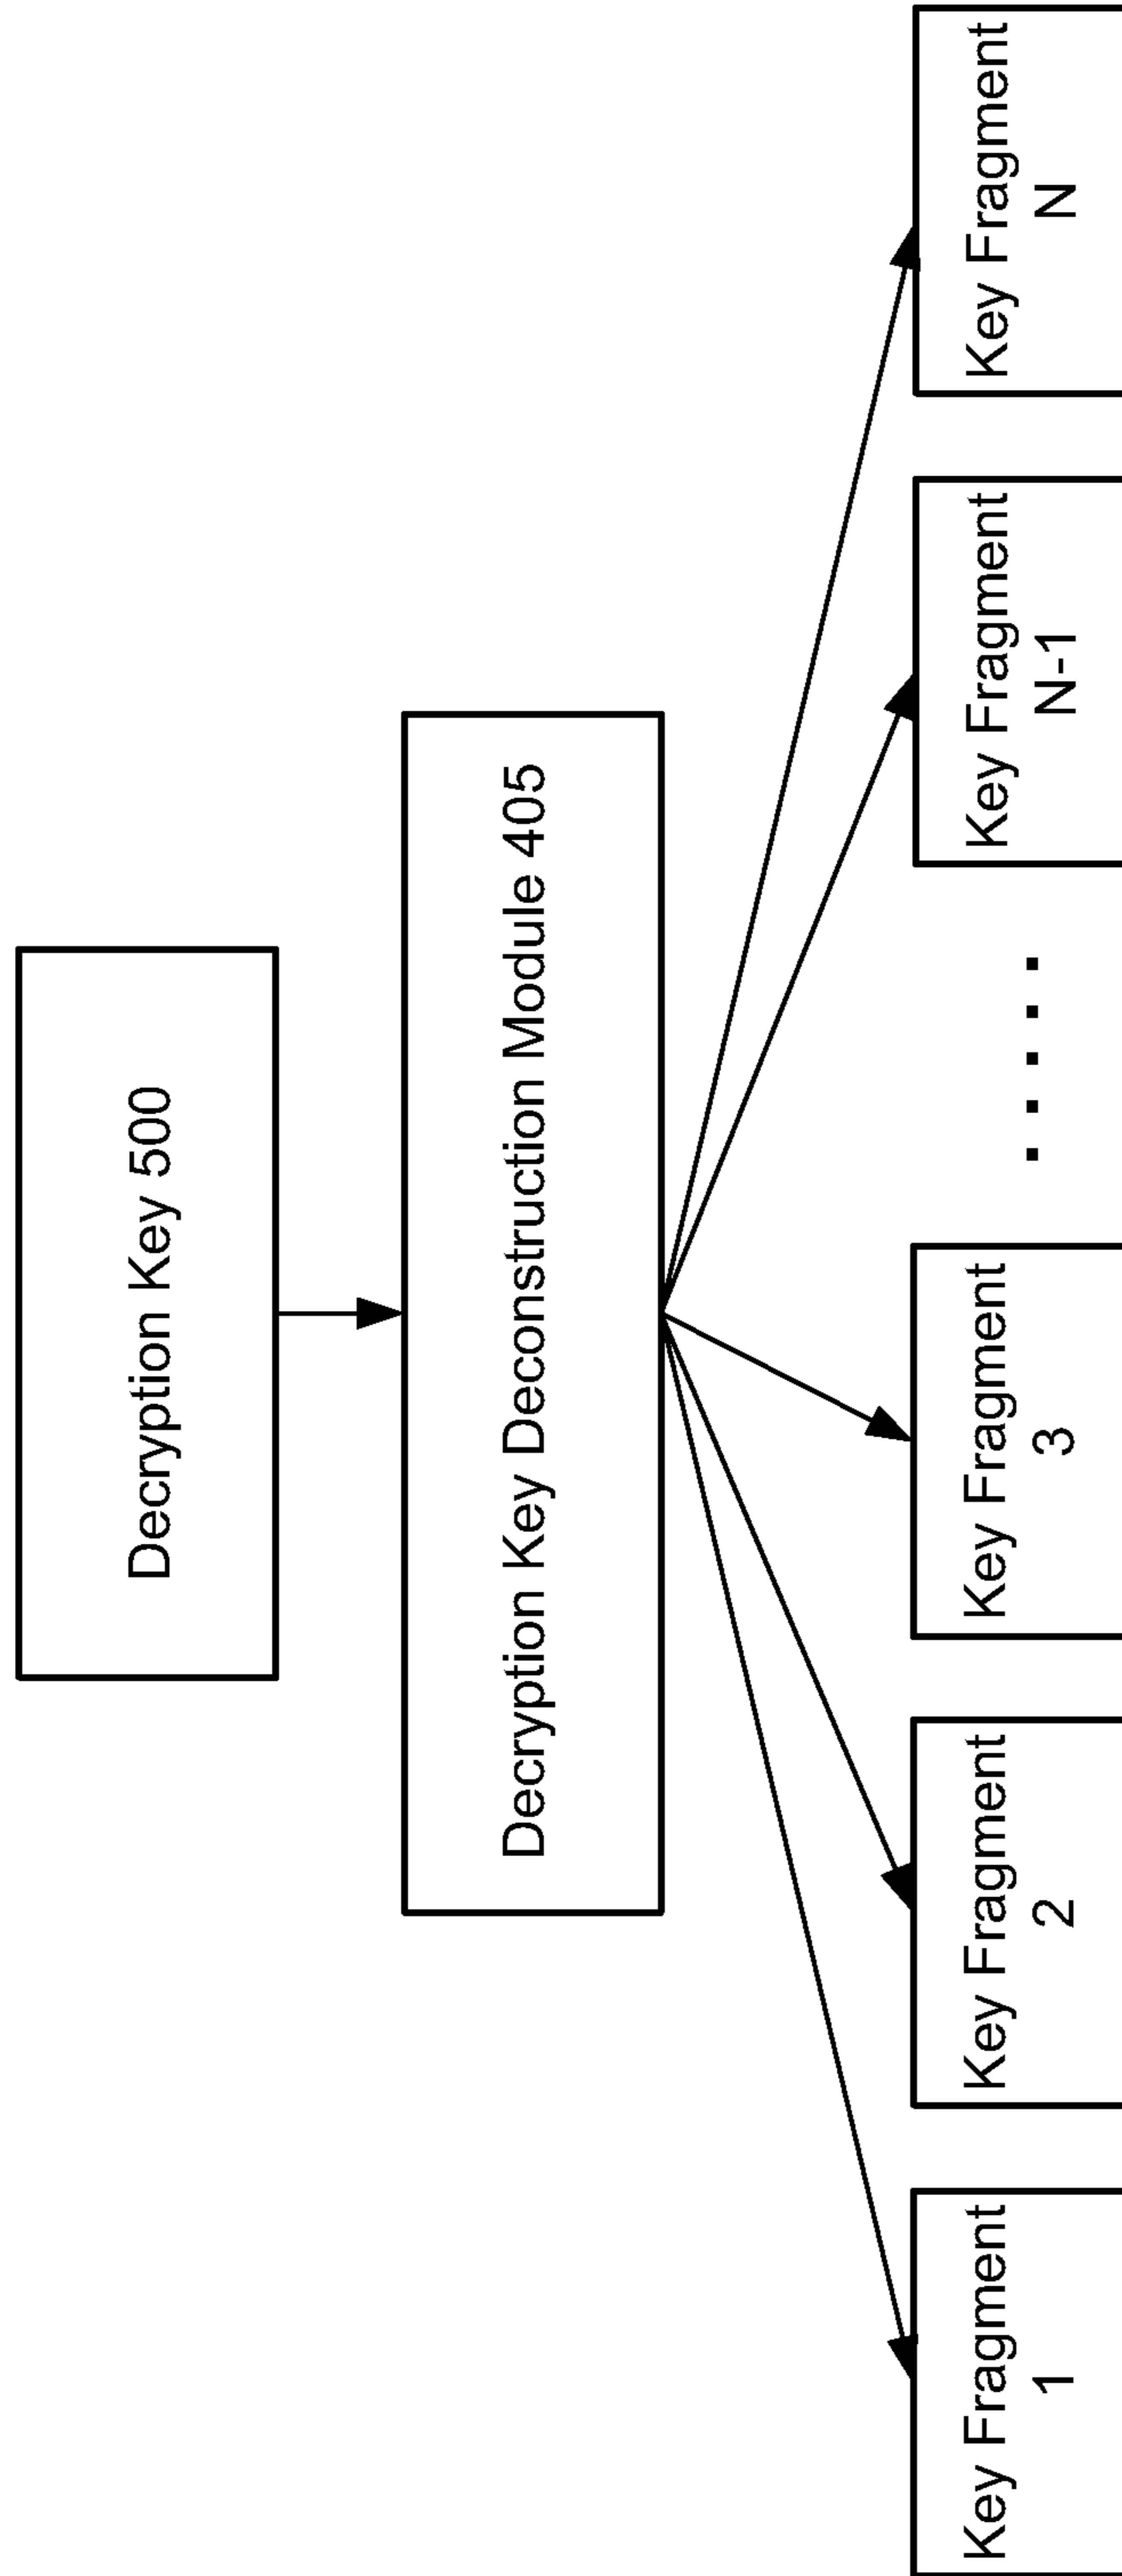 Decryption Key 500
Decryption Key Deconstruction Module 405
Key Fragment
1
Key Fragment
2
Key Fragment
3
. . . . .
Key Fragment
N-1
Key Fragment
N